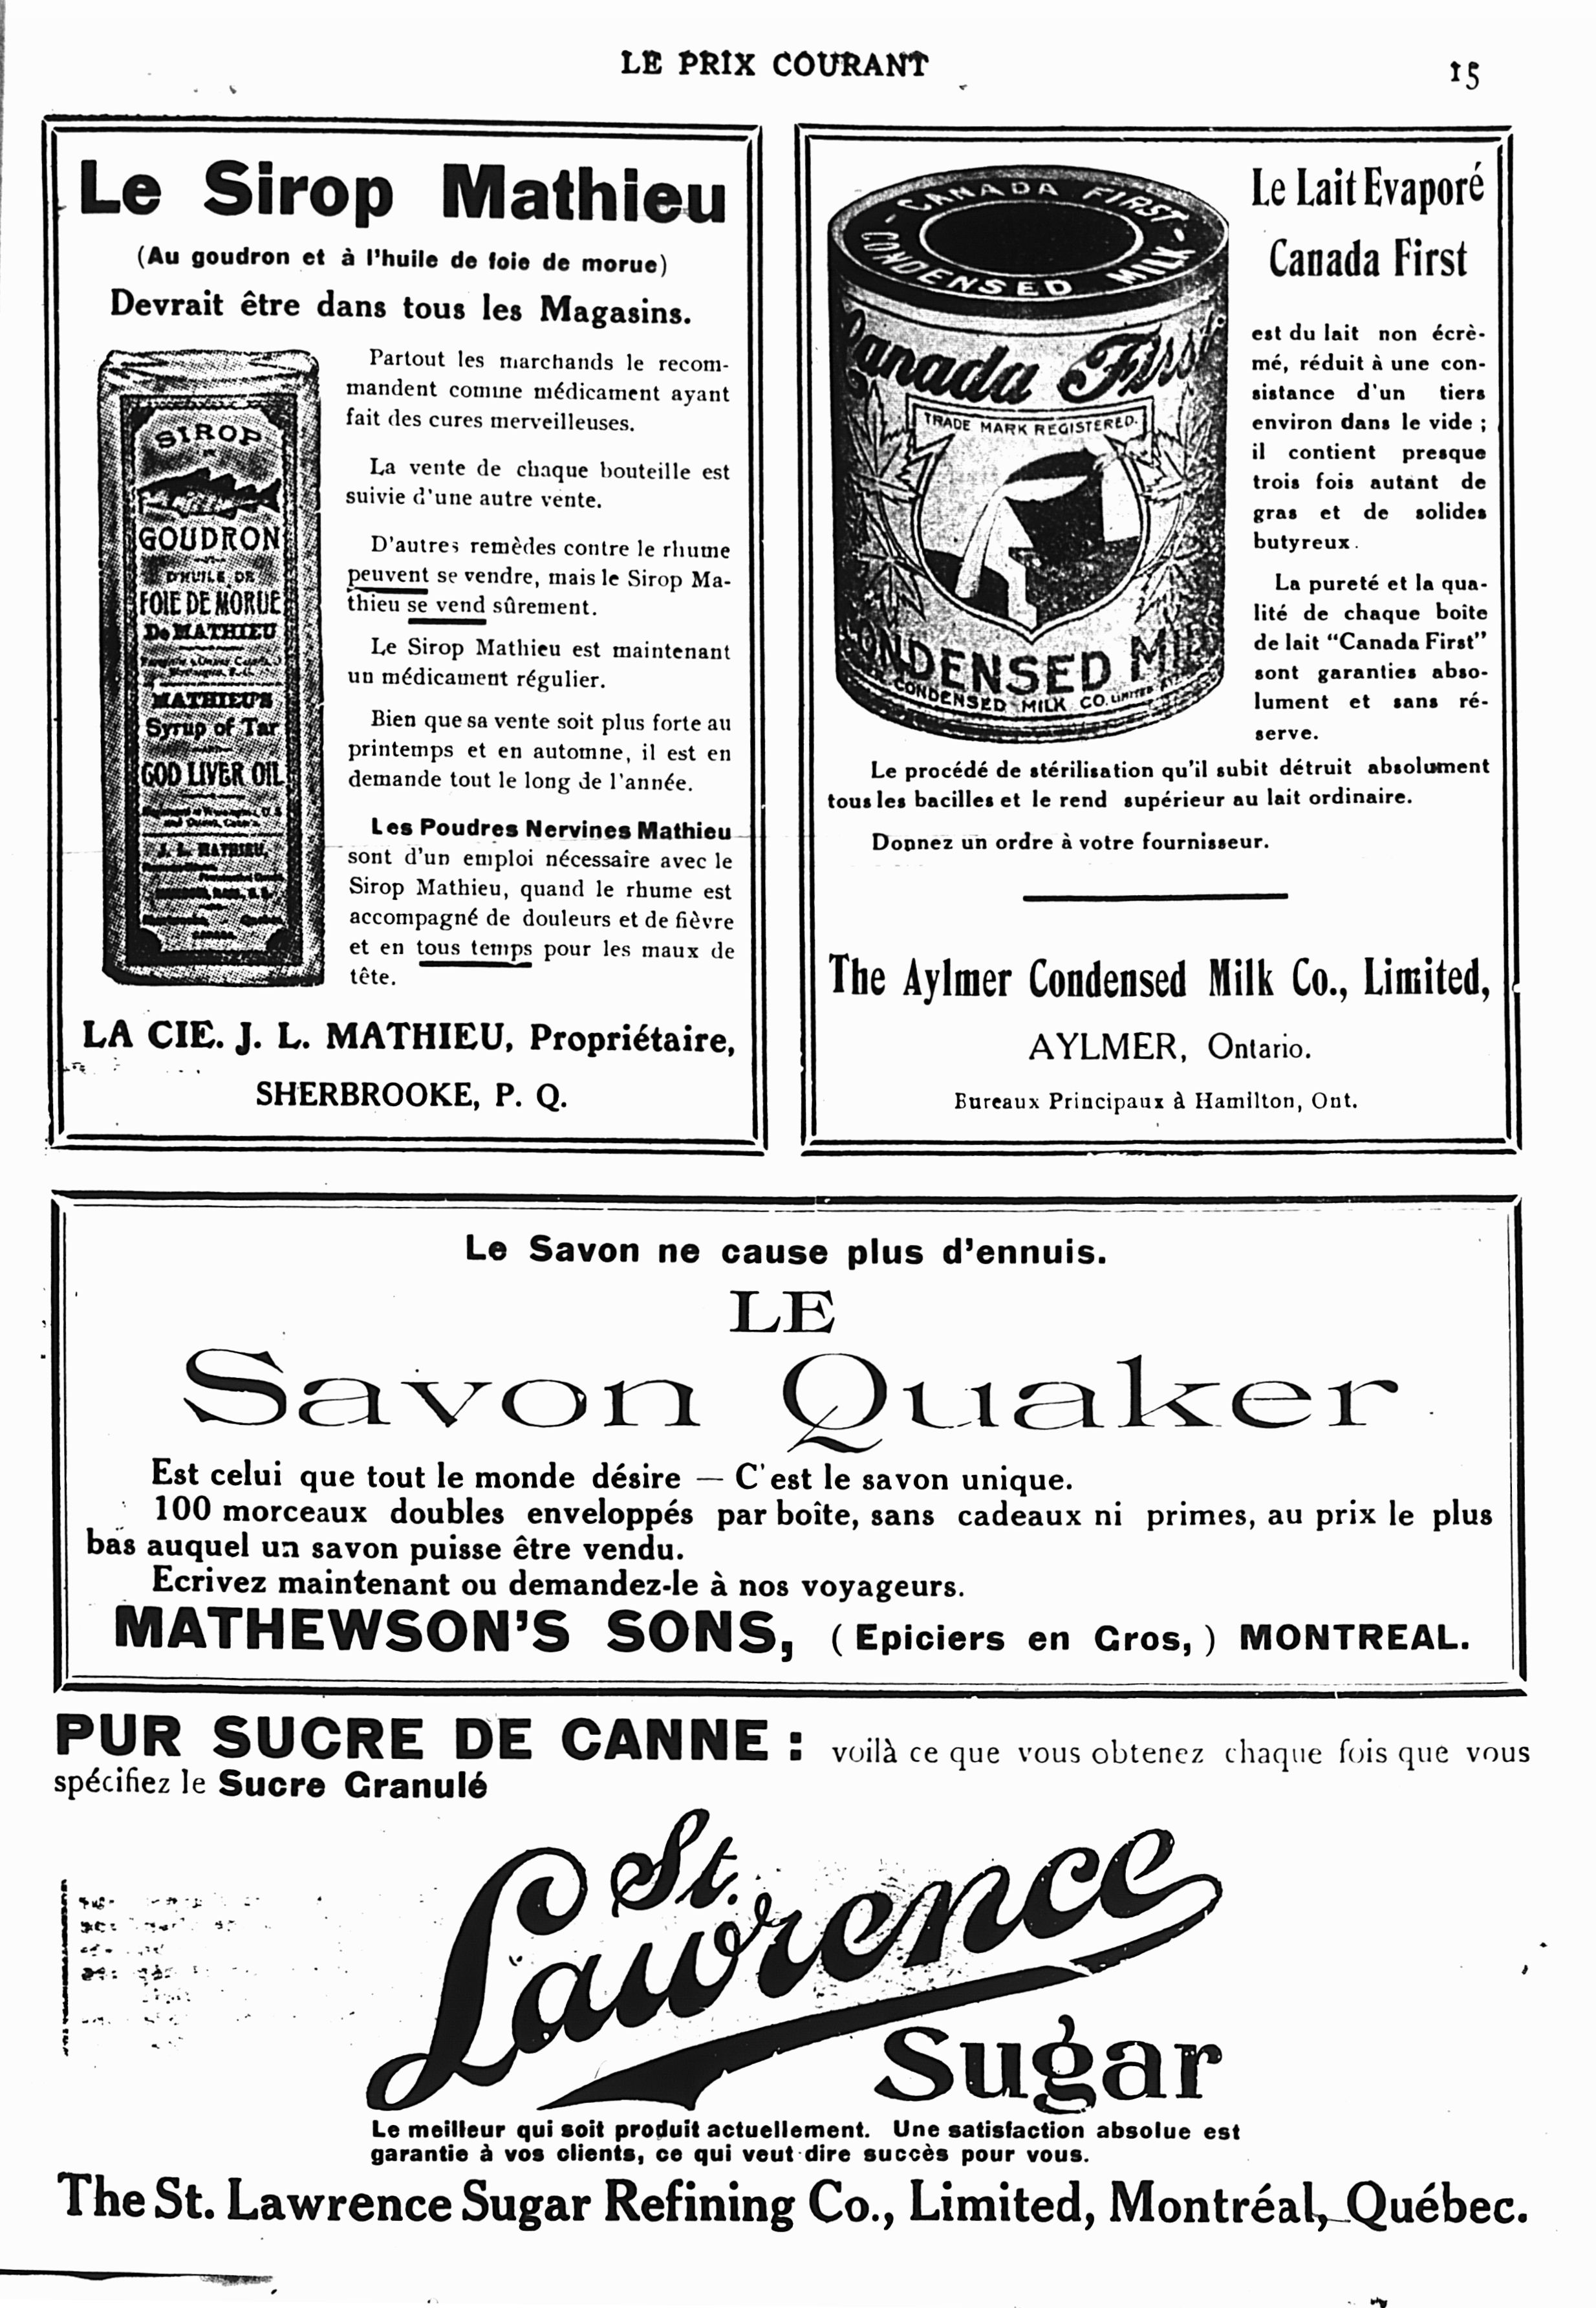 LE PRIX COURANT
15
Le Sirop Mathieu
(Au goudron et à l'huile de foie de morue)
Devrait être dans tous les Magasins.
SIROP
GOUDRON
D'HUILE DE
FOIE DE MORUE
De MATHIEU
MATHIEU'S
Syrup of Tar
COD LIVER OIL
J. L. MATHIEU,
Partout les marchands le recom-
mandent comme médicament ayant
fait des cures merveilleuses.
La vente de chaque bouteille est
suivie d'une autre vente.
D'autres remèdes contre le rhume
peuvent se vendre, mais le Sirop Ma-
thieu se vend sûrement.
Le Sirop Mathieu est maintenant
un médicament régulier.
Bien que sa vente soit plus forte au
printemps et en automne, il est en
demande tout le long de l'année.
Les Poudres Nervines Mathieu
sont d'un emploi nécessaire avec le
Sirop Mathieu, quand le rhume est
accompagné de douleurs et de fièvre
et en tous temps pour les maux de
tête.
LA CIE. J. L. MATHIEU, Propriétaire,
SHERBROOKE, P. Q.
CANADA FIRST
CONDENSED MILK
Canada First
TRADE MARK REGISTERED.
CONDENSED MILK
CONDENSED MILK CO. LIMITED
Le Lait Evaporé
Canada First
est du lait non écrè-
mé, réduit à une con-
sistance d'un tiers
environ dans le vide ;
il contient presque
trois fois autant de
gras et de solides
butyreux.
La pureté et la qua-
lité de chaque boite
de lait "Canada First"
sont garanties abso-
lument et sans ré-
serve.
Le procédé de stérilisation qu'il subit détruit absolument
tous les bacilles et le rend supérieur au lait ordinaire.
Donnez un ordre à votre fournisseur.
The Aylmer Condensed Milk Co., Limited,
AYLMER, Ontario.
Bureaux Principaux à Hamilton, Ont.
Le Savon ne cause plus d'ennuis.
LE
Savon Quaker
Est celui que tout le monde désire — C'est le savon unique.
100 morceaux doubles enveloppés par boîte, sans cadeaux ni primes, au prix le plus
bas auquel un savon puisse être vendu.
Ecrivez maintenant ou demandez-le à nos voyageurs.
MATHEWSON'S SONS, (Epiciers en Gros,) MONTREAL.
PUR SUCRE DE CANNE : voilà ce que vous obtenez chaque fois que vous
spécifiez le Sucre Granulé
St.
Lawrence
Sugar
Le meilleur qui soit produit actuellement. Une satisfaction absolue est
garantie à vos clients, ce qui veut dire succès pour vous.
The St. Lawrence Sugar Refining Co., Limited, Montréal, Québec.